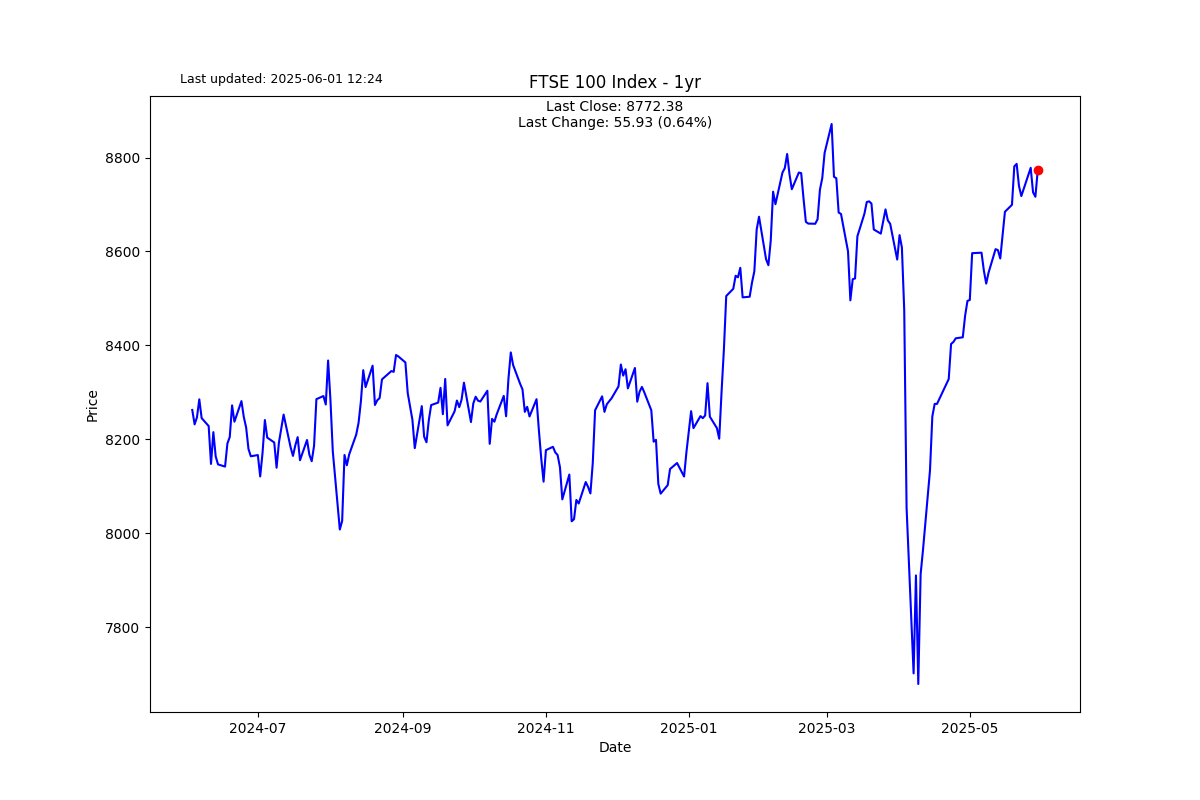 Last updated: 2025-06-01 12:24
FTSE 100 Index - 1yr
Last Close: 8772.38
Last Change: 55.93 (0.64%)
8800
8600
8400
8200
8000
7800
Price
2024-07 2024-09 2024-11 2025-01 2025-03 2025-05
Date